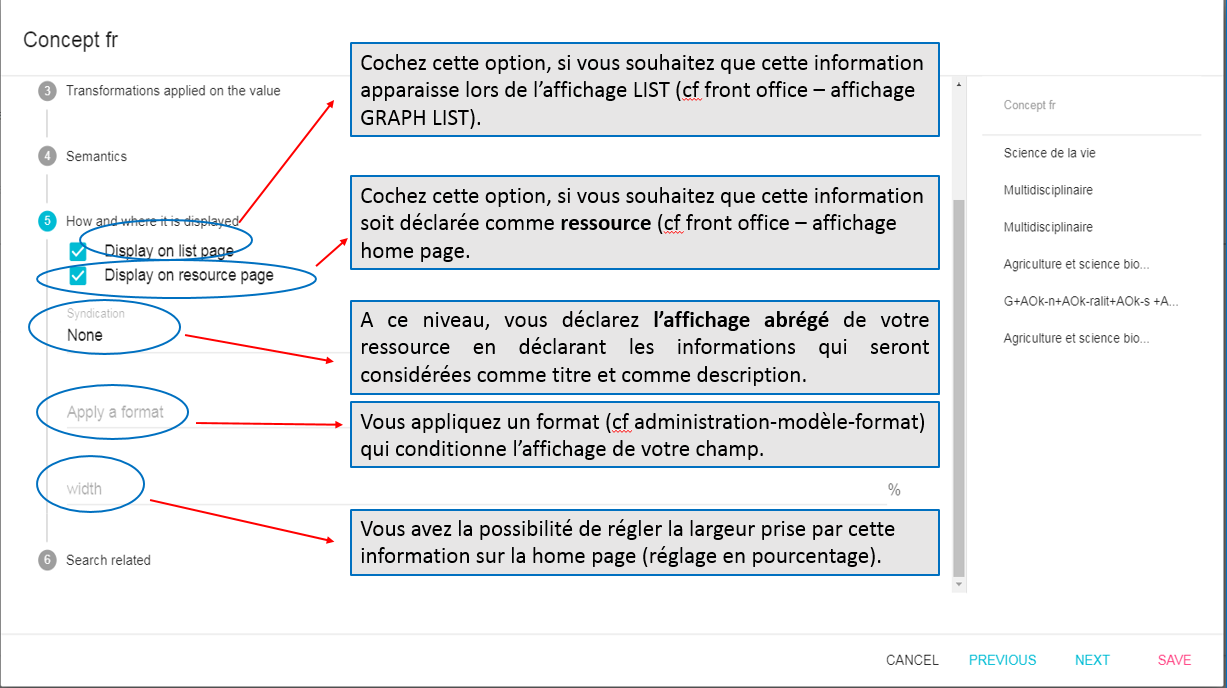 Concept fr
3 Transformations applied on the value
4 Semantics
5 How and where it is displayed
Display on list page
Display on resource page
Syndication
None
Apply a format
width
%
6 Search related
Cochez cette option, si vous souhaitez que cette information
apparaisse lors de l’affichage LIST (cf front office – affichage
GRAPH LIST).
Cochez cette option, si vous souhaitez que cette information
soit déclarée comme ressource (cf front office – affichage
home page.
A ce niveau, vous déclarez l’affichage abrégé de votre
ressource en déclarant les informations qui seront
considérées comme titre et comme description.
Vous appliquez un format (cf administration-modèle-format)
qui conditionne l’affichage de votre champ.
Vous avez la possibilité de régler la largeur prise par cette
information sur la home page (réglage en pourcentage).
Concept fr
Science de la vie
Multidisciplinaire
Multidisciplinaire
Agriculture et science bio...
G+AOk-n+AOk-ralit+AOk-s +A...
Agriculture et science bio...
CANCEL PREVIOUS NEXT SAVE